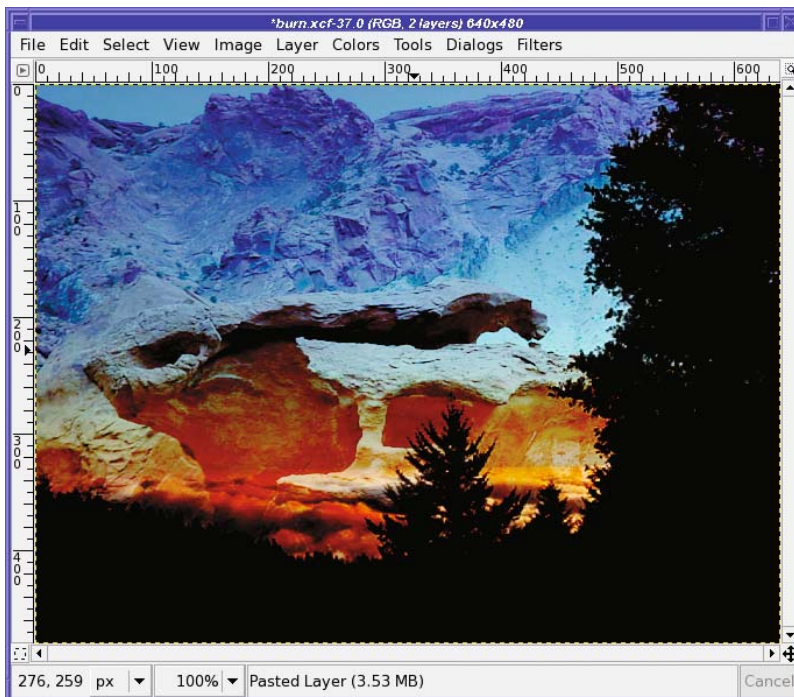 *burn.xcf-37.0 (RGB, 2 layers) 640x480
File Edit Select View Image Layer Colors Tools Dialogs Filters
0 100 200 300 400 500 600
0
100
200
300
400
276, 259 px 100% Pasted Layer (3.53 MB) Cancel